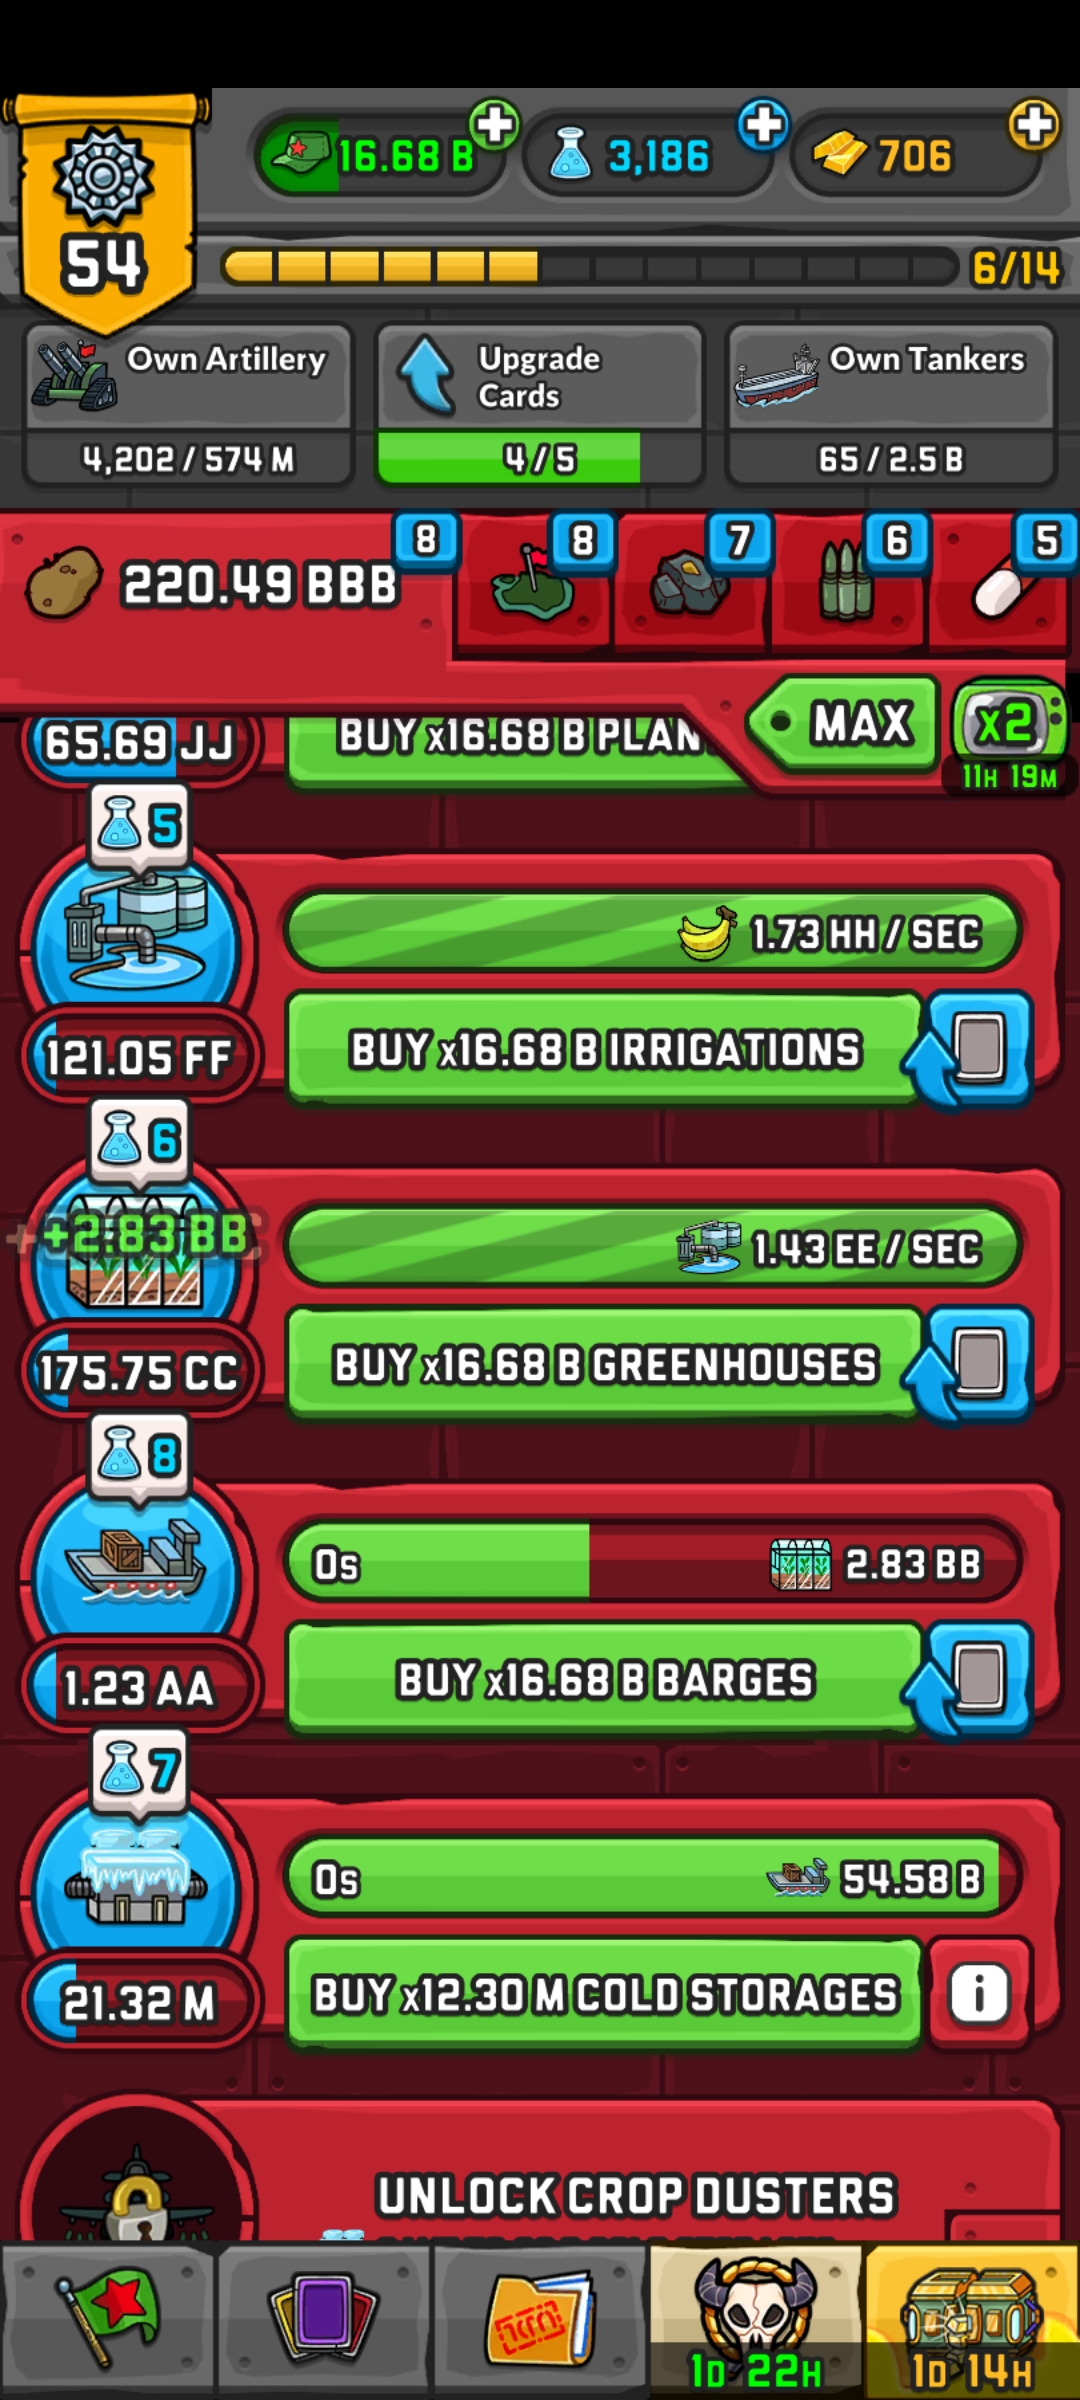 16.68 B
3,186
706
54
6/14
Own Artillery
4,202 / 574 M
Upgrade
Cards
4 / 5
Own Tankers
65 / 2.5 B
220.49 BBB
8
8
7
6
5
MAX
x2
11H 19M
65.69 JJ
BUY x16.68 B PLAN
5
1.73 HH / SEC
121.05 FF
BUY x16.68 B IRRIGATIONS
6
+2.83 BB
1.43 EE / SEC
175.75 CC
BUY x16.68 B GREENHOUSES
8
0s
2.83 BB
1.23 AA
BUY x16.68 B BARGES
7
0s
54.58 B
21.32 M
BUY x12.30 M COLD STORAGES
i
UNLOCK CROP DUSTERS
1D 22H
1D 14H